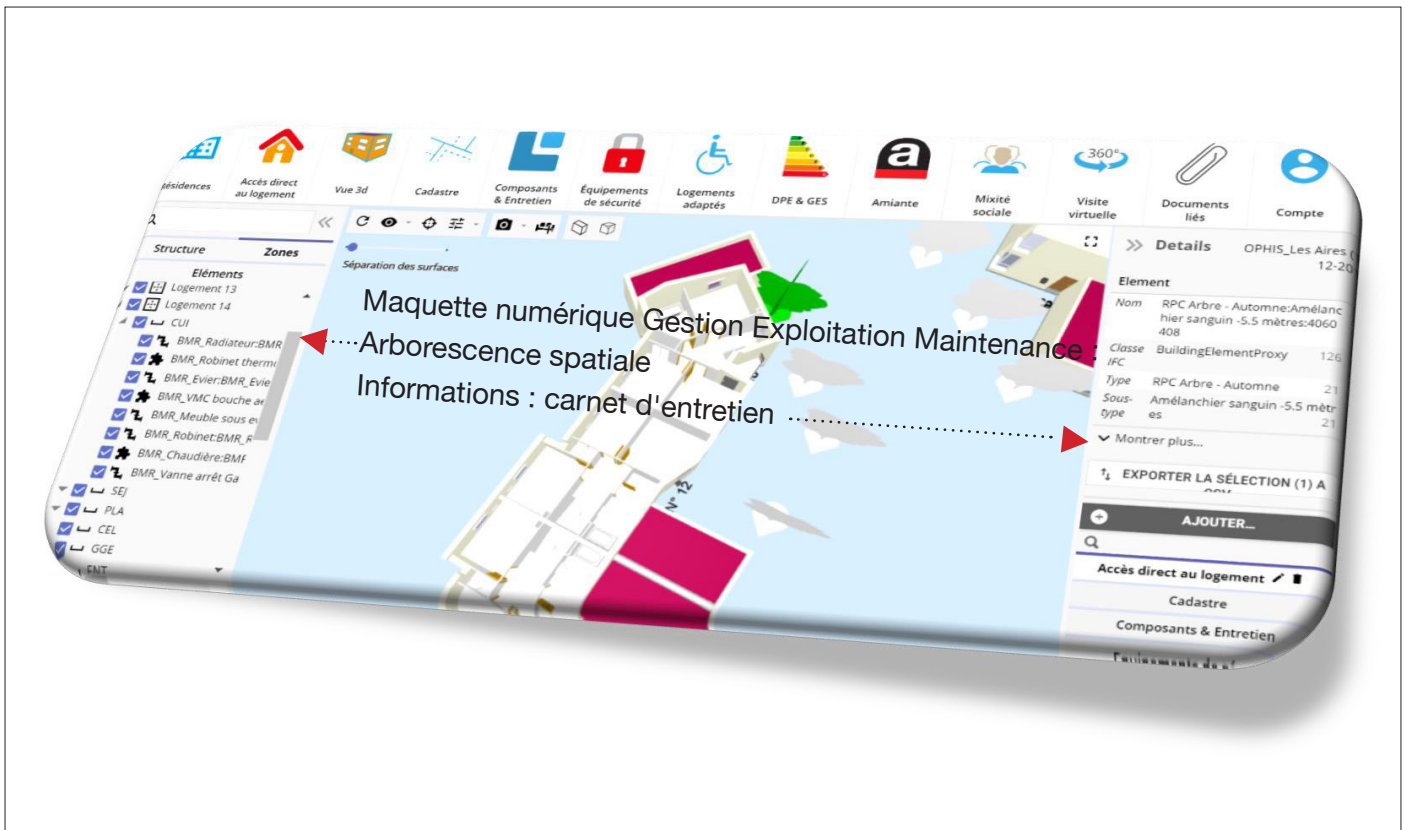 Accès direct
au logement
Vue 3d
Cadastre
Composants
& Entretien
Équipements
de sécurité
Logements
adaptés
DPE & GES
a
Amiante
Mixité
sociale
360°
Visite
virtuelle
Documents
liés
Compte
Structure
Zones
Eléments
Logement 13
Logement 14
CUI
BMR_Radiateur:BMR
BMR_Robinet
BMR_Evier:BMR_Evie
BMR_VMC bouche
BMR_Meuble sous
BMR_Robinet:BMR_R
BMR_Chaudière:BMR
BMR_Vanne arrêt Ga
SEJ
PLA
CEL
GGE
ENT
Séparation des surfaces
Maquette numérique Gestion Exploitation Maintenance :
Arborescence spatiale
Informations : carnet d'entretien
N° 12
Details
OPHIS_Les Aires (
12-20
Element
Nom RPC Arbre - Automne:Amélanc
hier sanguin -5.5 mètres:4060
408
Classe BuildingElementProxy 126
IFC
Type RPC Arbre - Automne 21
Sous- Amélanchier sanguin -5.5 mètr
type es 21
Montrer plus...
EXPORTER LA SÉLECTION (1) A
AJOUTER...
Accès direct au logement
Cadastre
Composants & Entretien